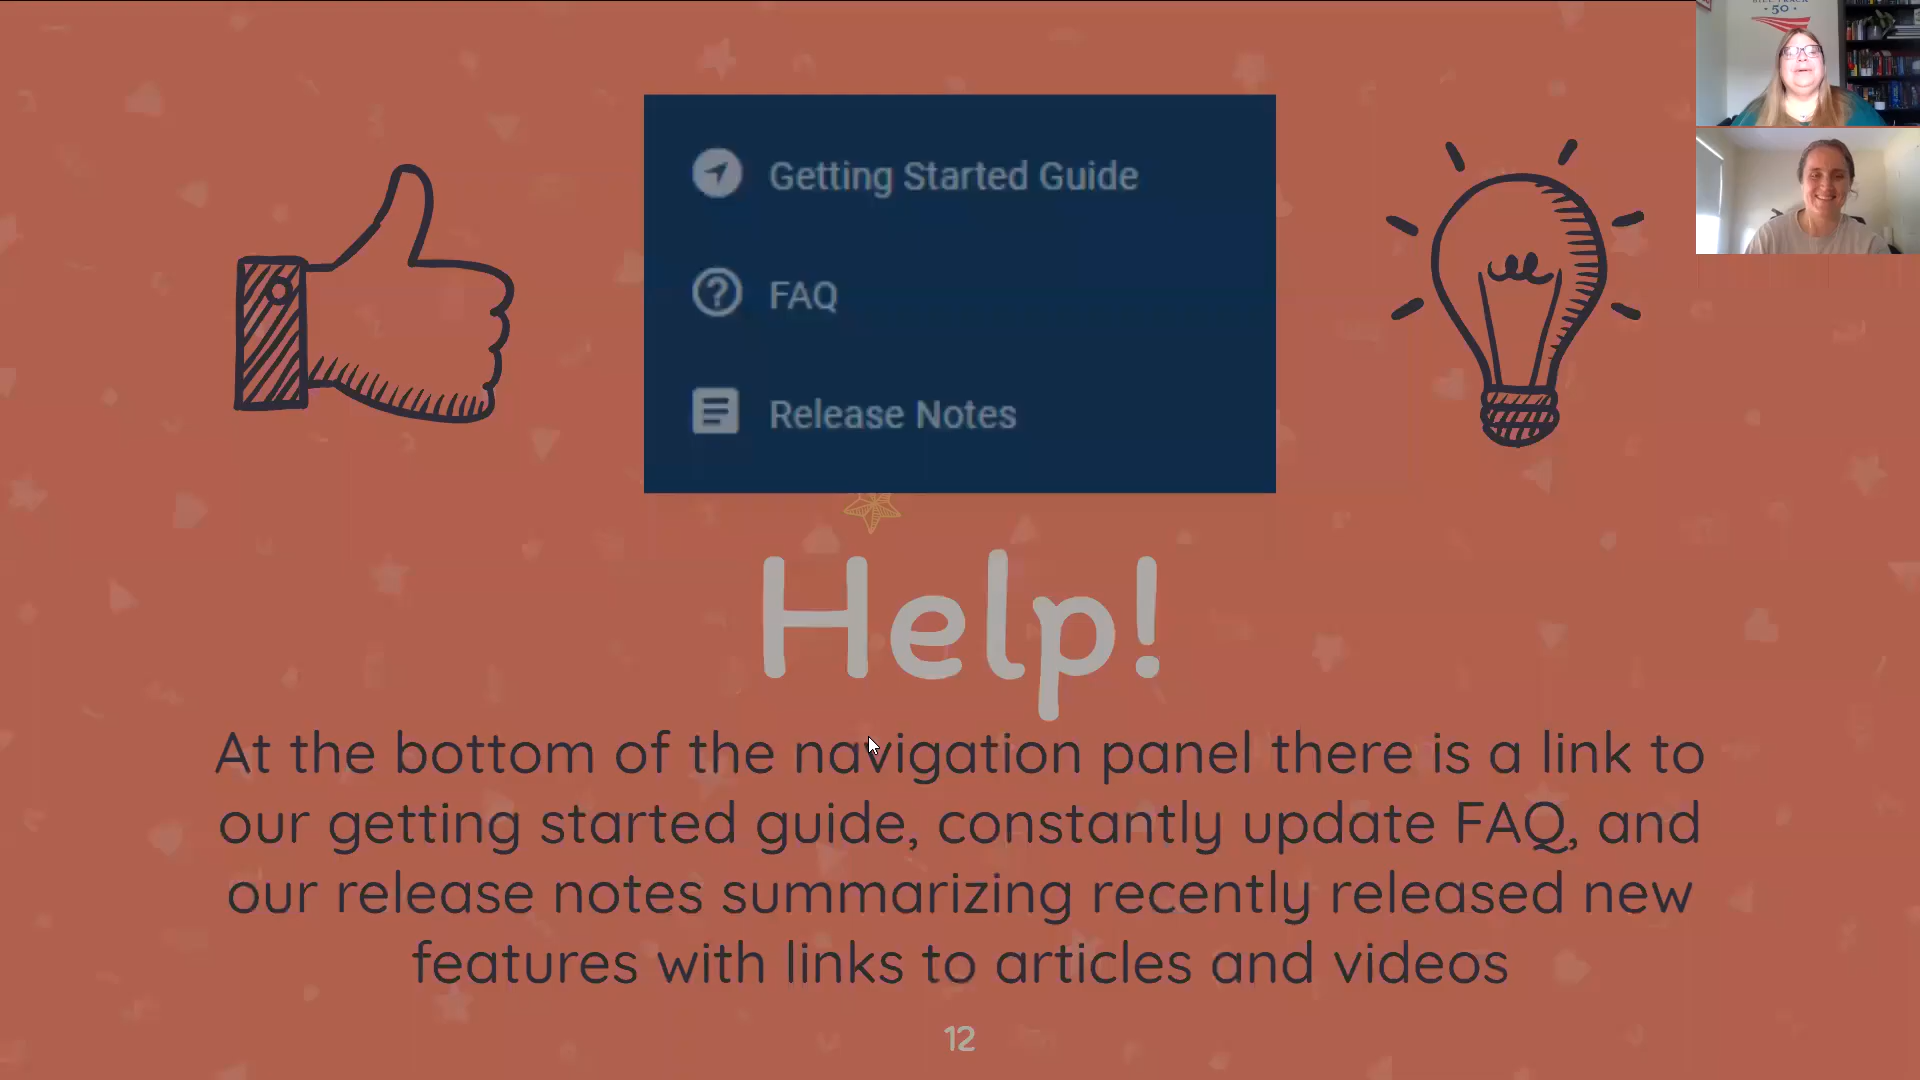 50
Getting Started Guide
FAQ
Release Notes
Help!
At the bottom of the navigation panel there is a link to
our getting started guide, constantly update FAQ, and
our release notes summarizing recently released new
features with links to articles and videos
12